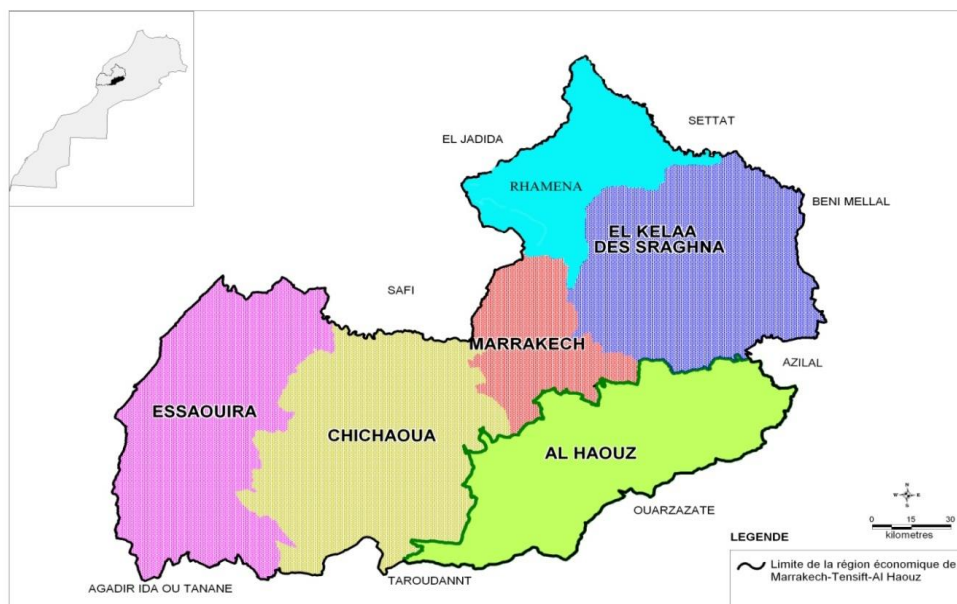 SETTAT
EL JADIDA
RHAMENA
BENI MELLAL
EL KELAA
DES SRAGHNA
SAFI
MARRAKECH
AZILAL
ESSAOUIRA
CHICHAOUA
AL HAOUZ
OUARZAZATE
N
W E
S
0 15 30
kilometres
LEGENDE
Limite de la région économique de
Marrakech-Tensift-Al Haouz
TAROUDANNT
AGADIR IDA OU TANANE